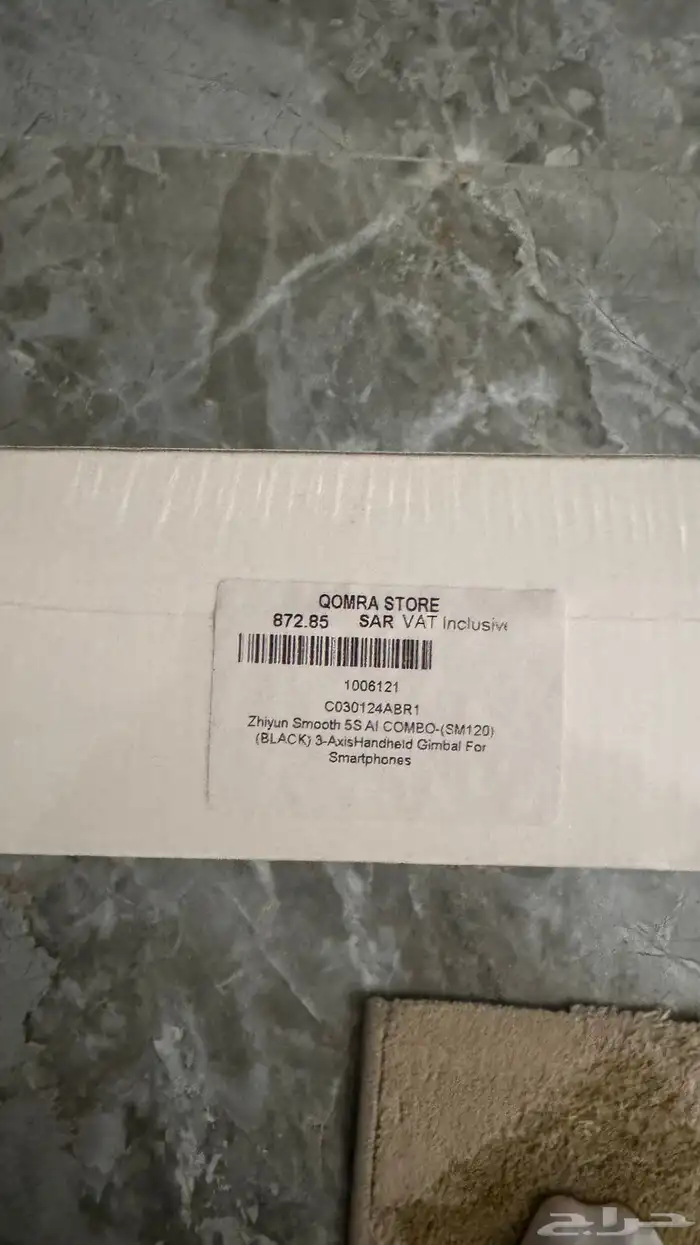 QOMRA STORE
872.85 SAR VAT Inclusive
1006121
C030124ABR1
Zhiyun Smooth 5S AI COMBO-(SM120)
(BLACK) 3-AxisHandheld Gimbal For
Smartphones
حراج